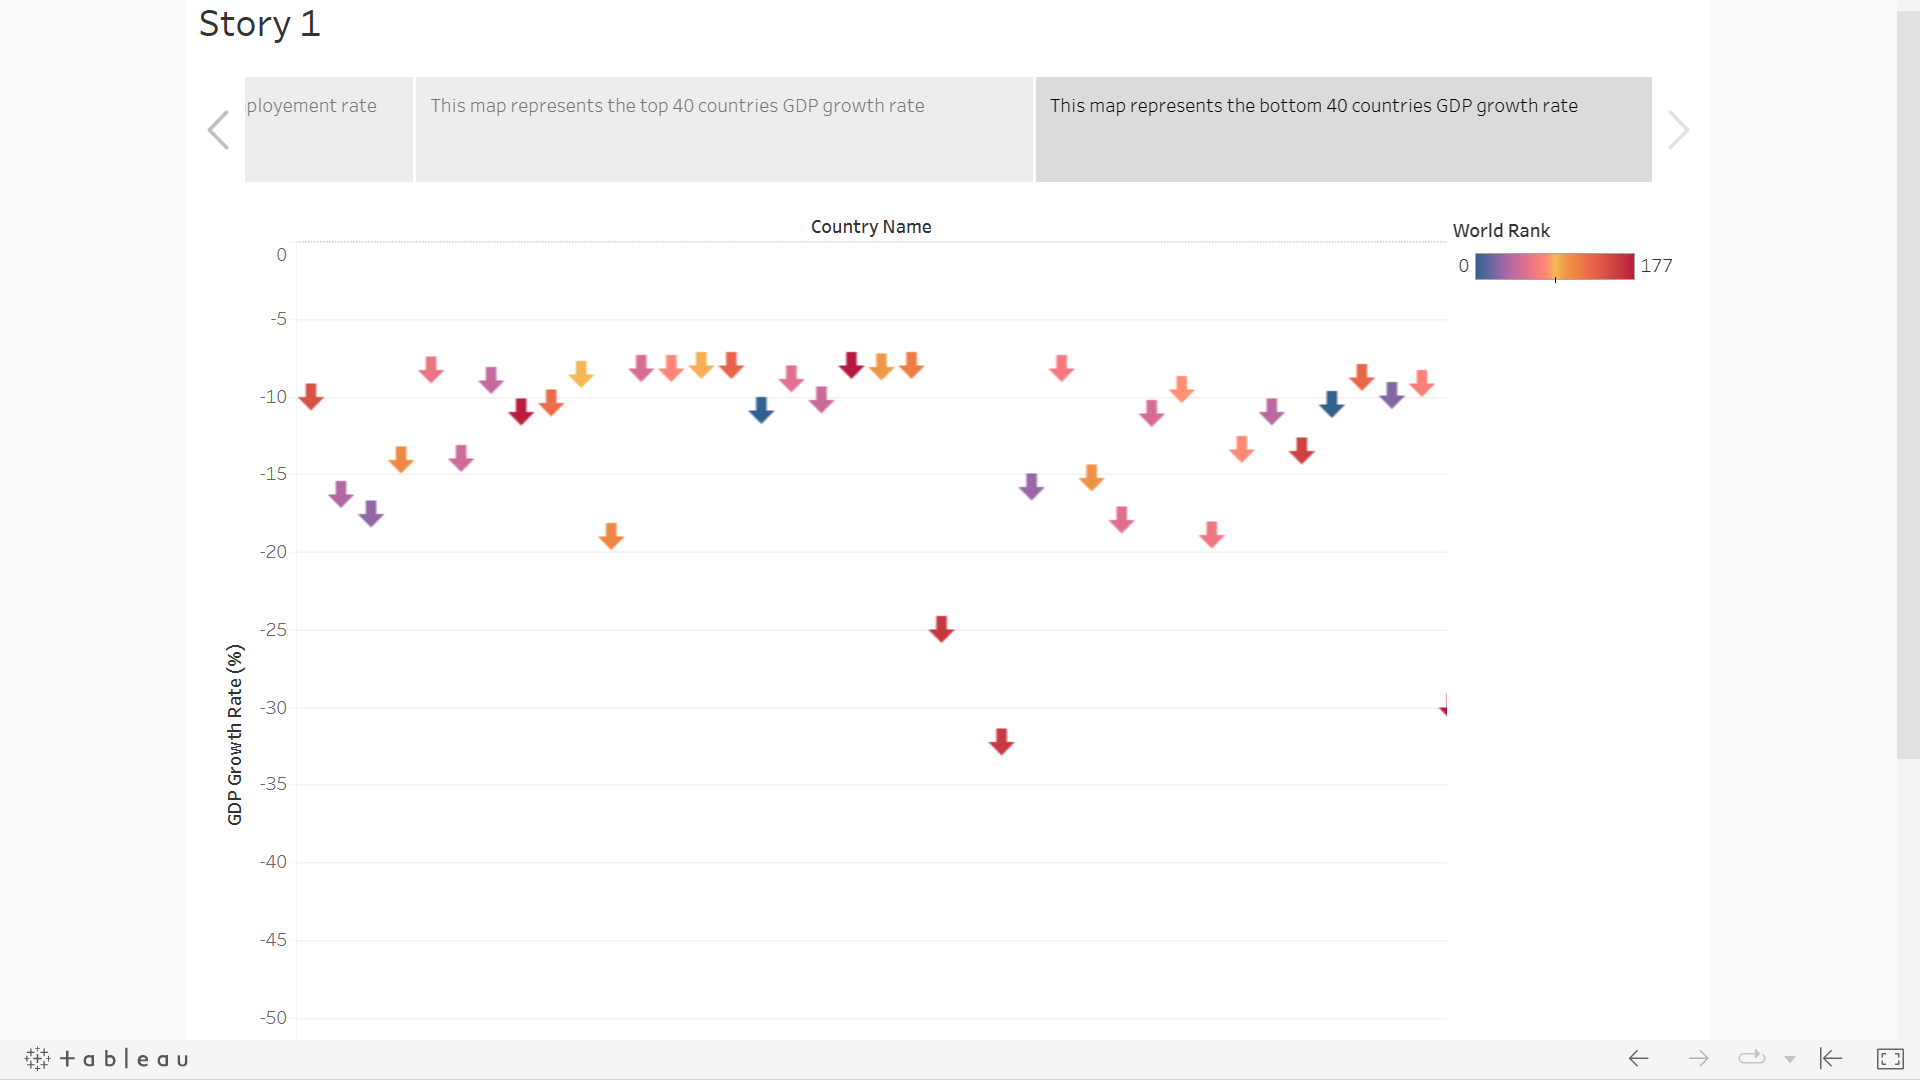 Story 1
ployement rate
This map represents the top 40 countries GDP growth rate
This map represents the bottom 40 countries GDP growth rate
Country Name
World Rank
0
177
0
-5
-10
-15
-20
-25
-30
-35
-40
-45
-50
GDP Growth Rate (%)
+ableau